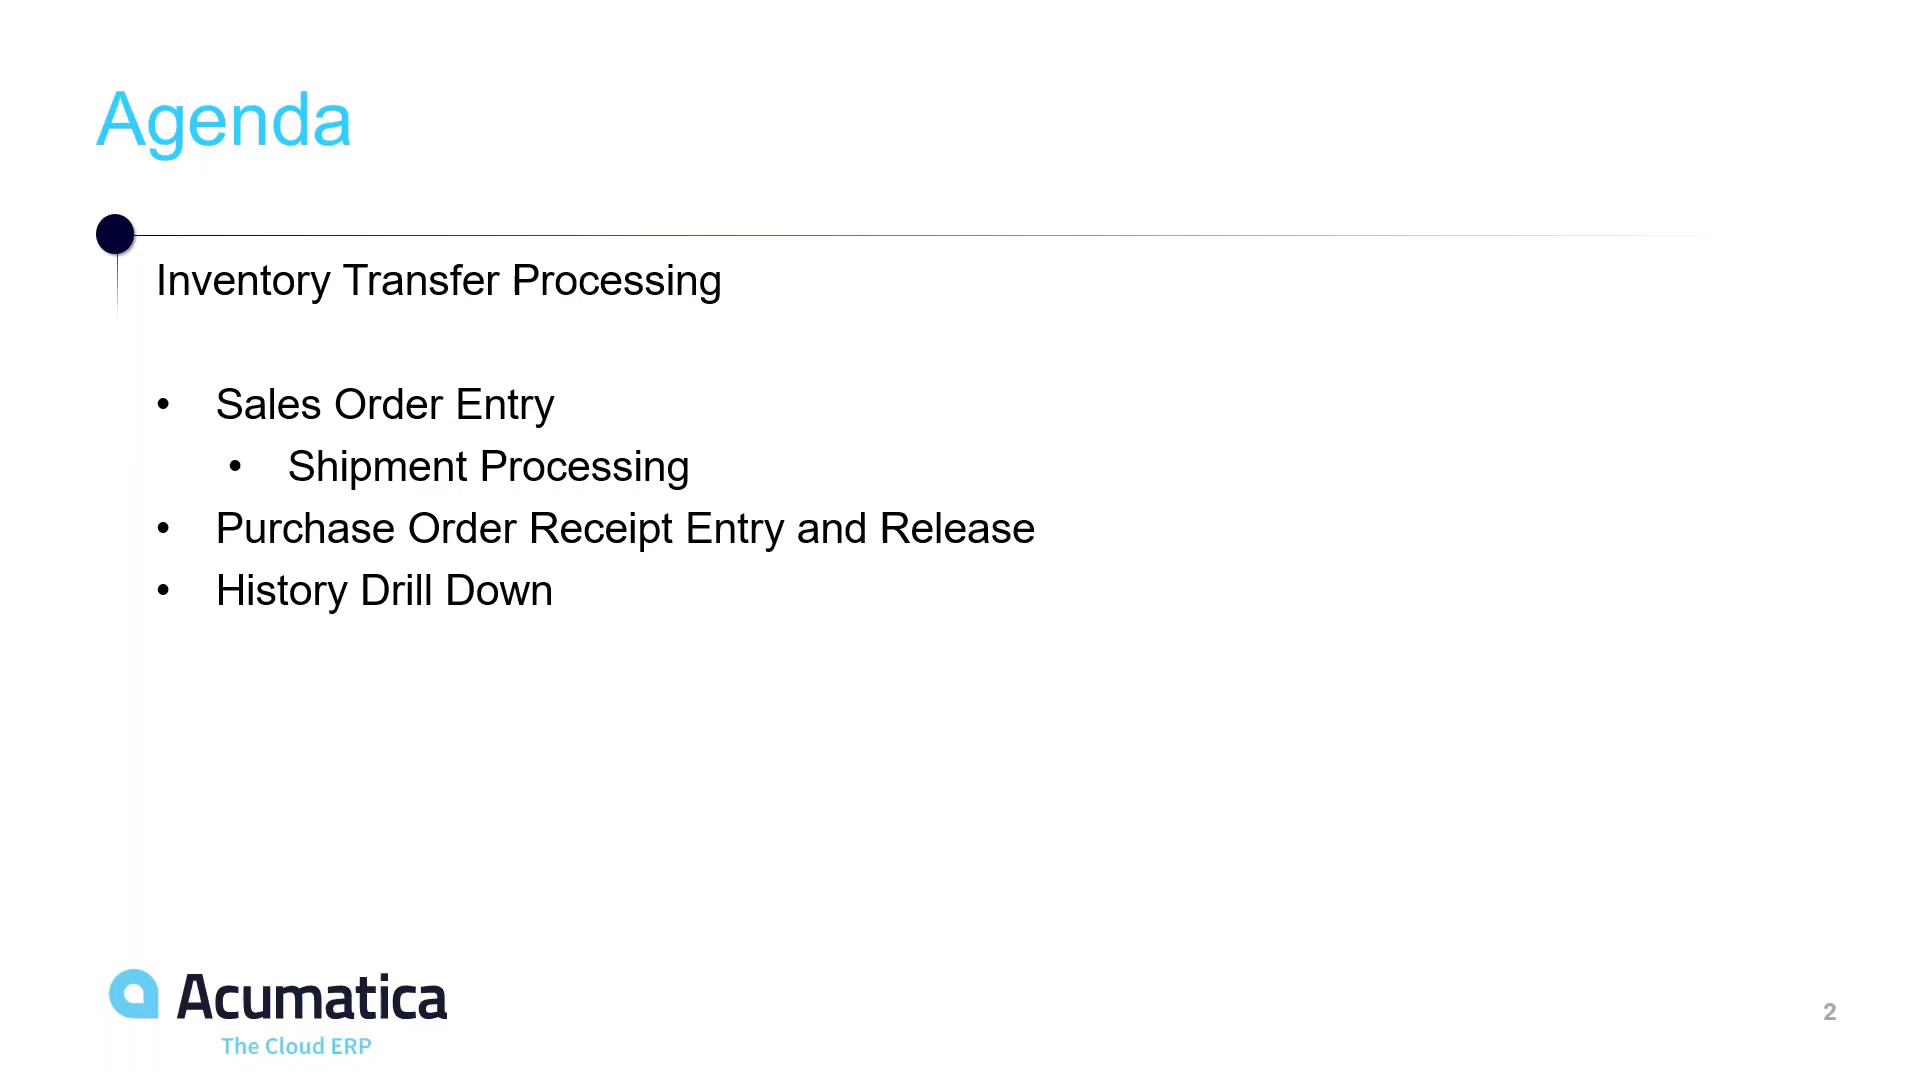 Agenda
Inventory Transfer Processing
• Sales Order Entry
• Shipment Processing
• Purchase Order Receipt Entry and Release
• History Drill Down
Acumatica
The Cloud ERP
2